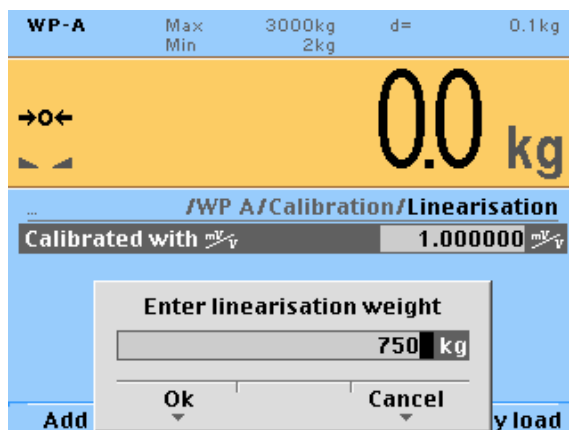 WP-A Max 3000kg d= 0.1kg
Min 2kg
→0←
0.0 kg
... /WP A/Calibration/Linearisation
Calibrated with mV/V 1.000000 mV/V
Enter linearisation weight
750 kg
Ok Cancel
Add y load